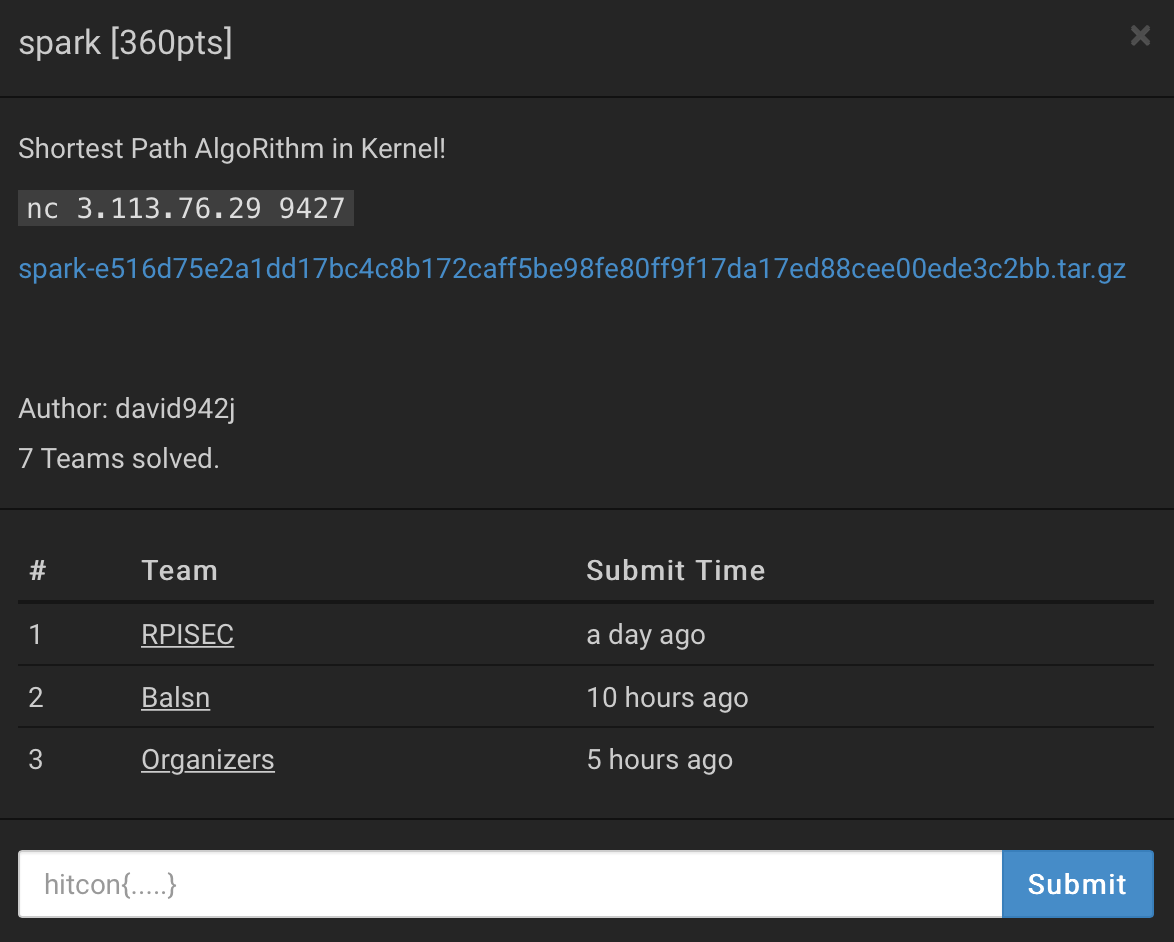 spark [360pts]
×
Shortest Path AlgoRithm in Kernel!
nc 3.113.76.29 9427
spark-e516d75e2a1dd17bc4c8b172caff5be98fe80ff9f17da17ed88cee00ede3c2bb.tar.gz
Author: david942j
7 Teams solved.
# Team Submit Time
1 RPISEC a day ago
2 Balsn 10 hours ago
3 Organizers 5 hours ago
hitcon{.....} Submit